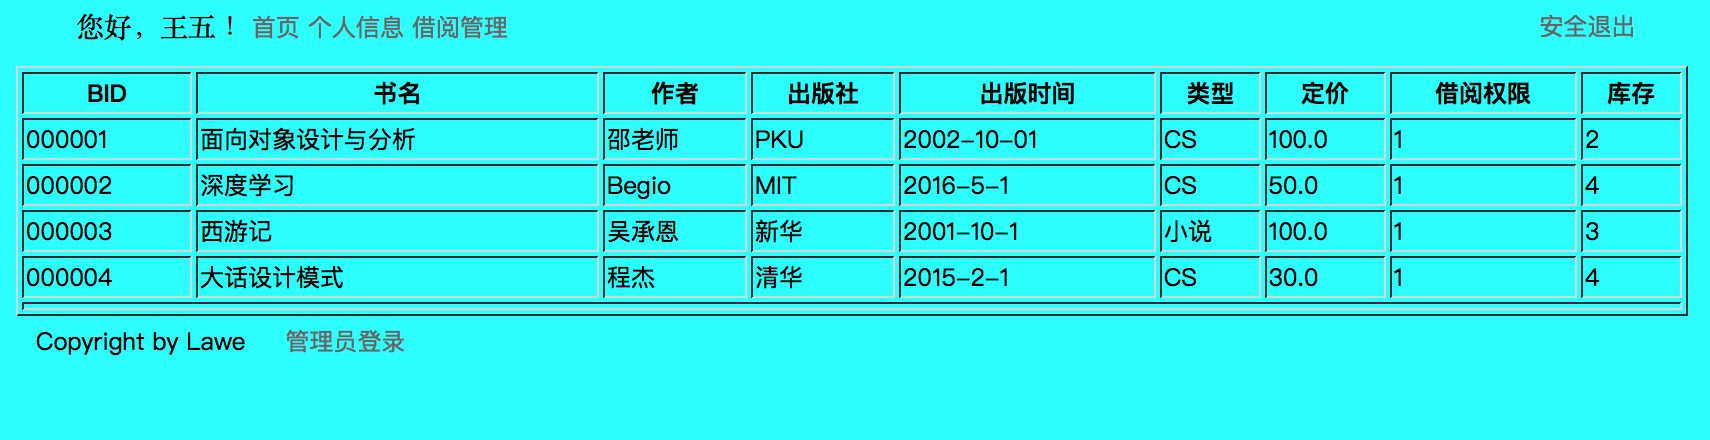 您好，王五！ 首页 个人信息 借阅管理 安全退出
BID 书名 作者 出版社 出版时间 类型 定价 借阅权限 库存
000001 面向对象设计与分析 邵老师 PKU 2002-10-01 CS 100.0 1 2
000002 深度学习 Begio MIT 2016-5-1 CS 50.0 1 4
000003 西游记 吴承恩 新华 2001-10-1 小说 100.0 1 3
000004 大话设计模式 程杰 清华 2015-2-1 CS 30.0 1 4
Copyright by Lawe 管理员登录